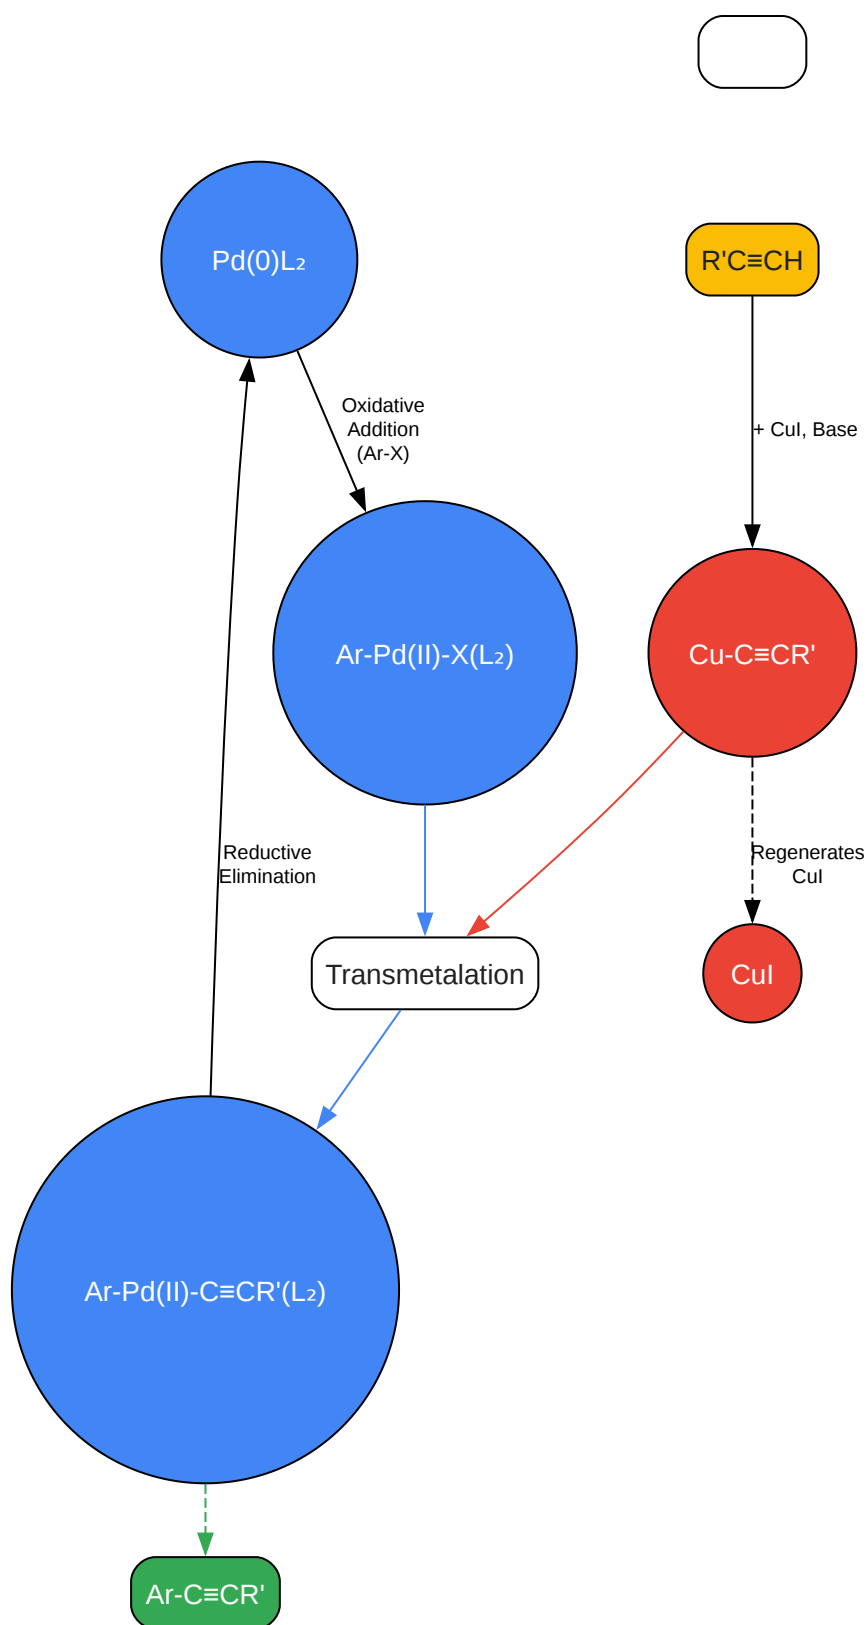 Pd(0)L₂
R'C≡CH
Oxidative
Addition
(Ar-X)
+ CuI, Base
Ar-Pd(II)-X(L₂)
Cu-C≡CR'
Reductive
Elimination
Regenerates
CuI
Transmetalation
CuI
Ar-Pd(II)-C≡CR'(L₂)
Ar-C≡CR'